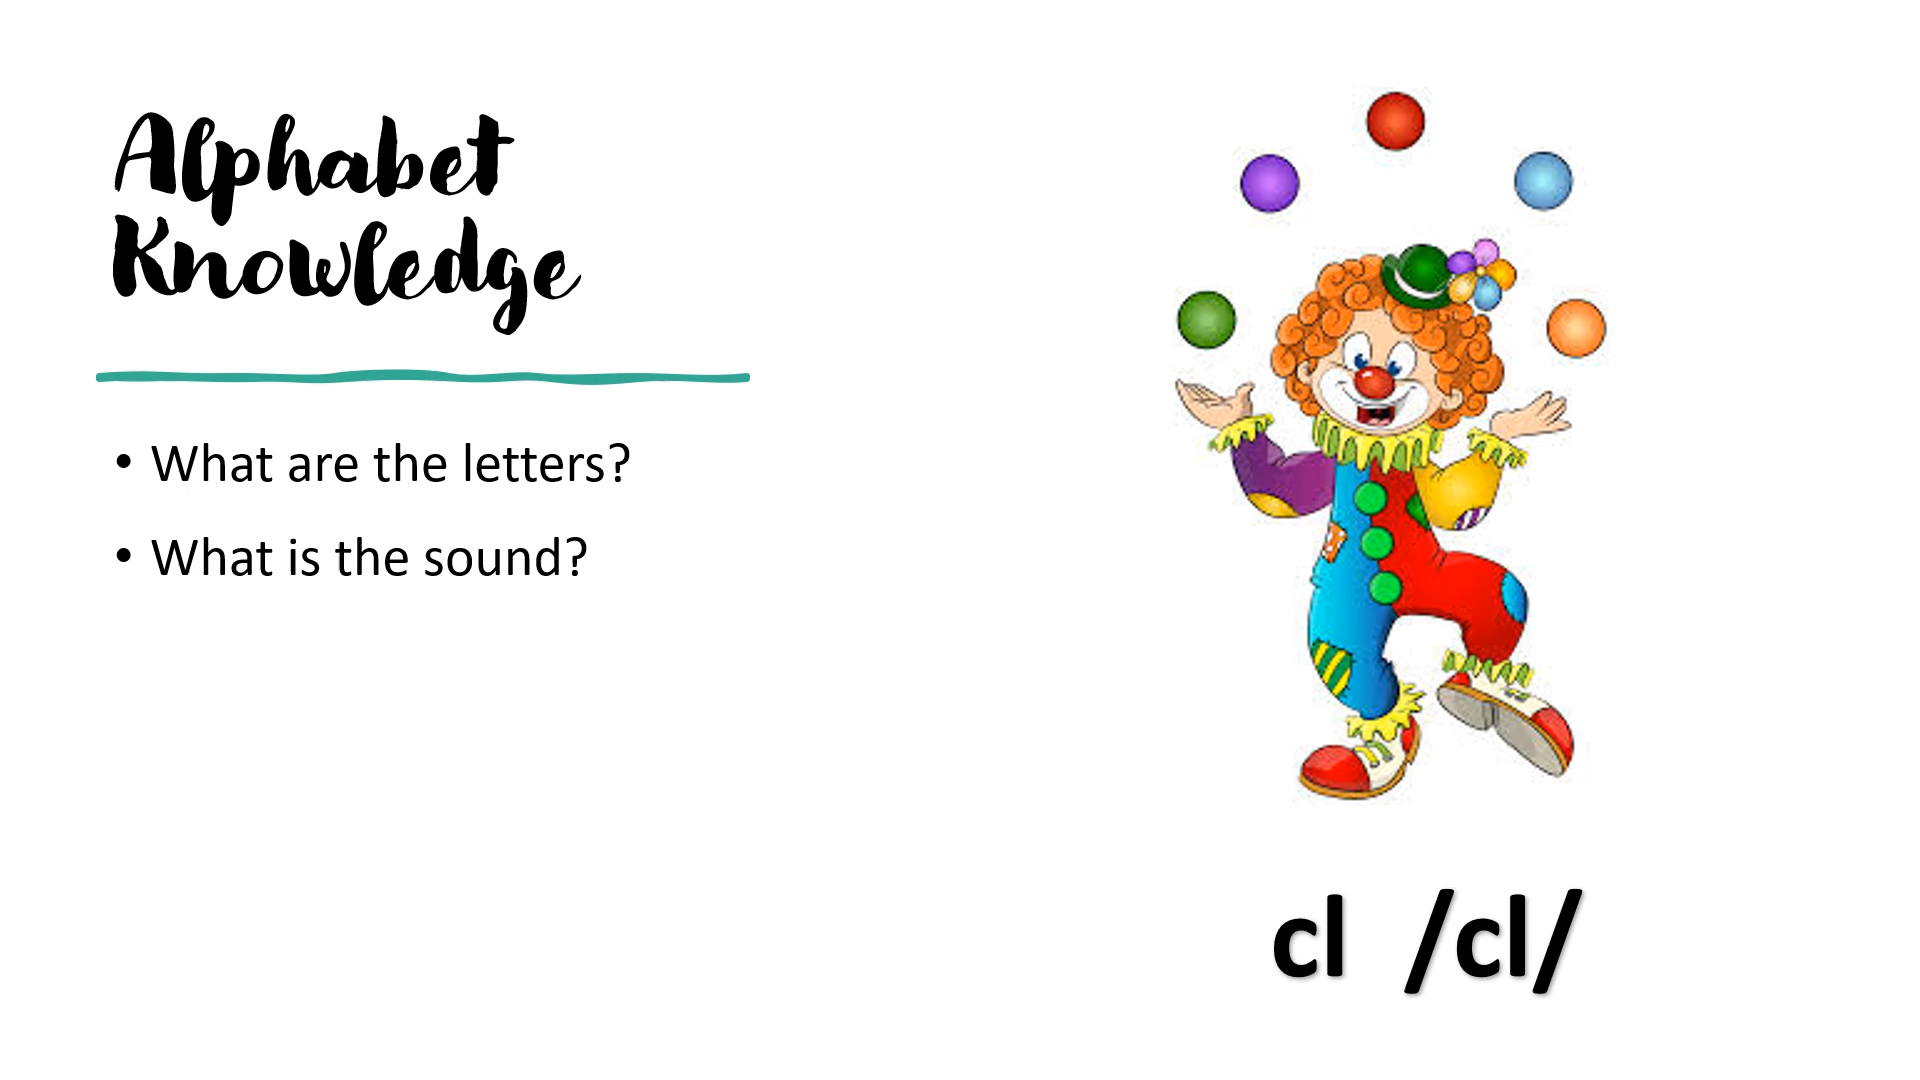 Alphabet
Knowledge
• What are the letters?
• What is the sound?
cl /cl/